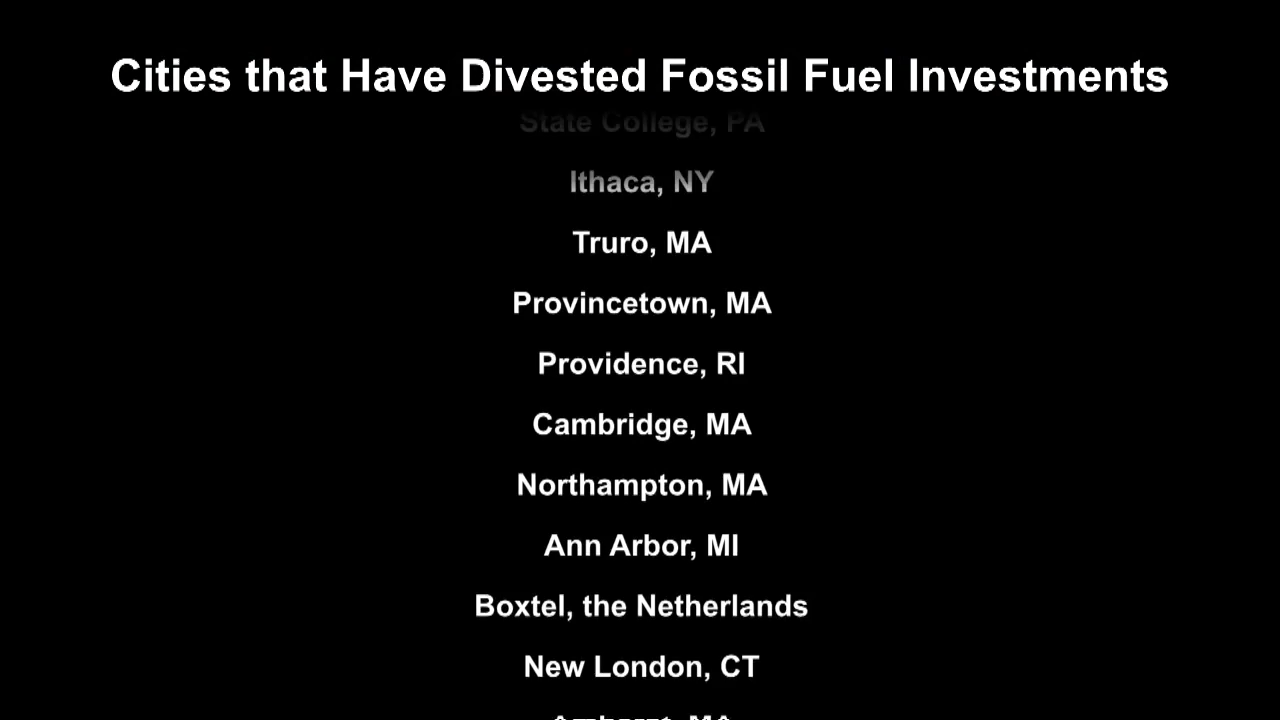 Cities that Have Divested Fossil Fuel Investments
State College, PA
Ithaca, NY
Truro, MA
Provincetown, MA
Providence, RI
Cambridge, MA
Northampton, MA
Ann Arbor, MI
Boxtel, the Netherlands
New London, CT